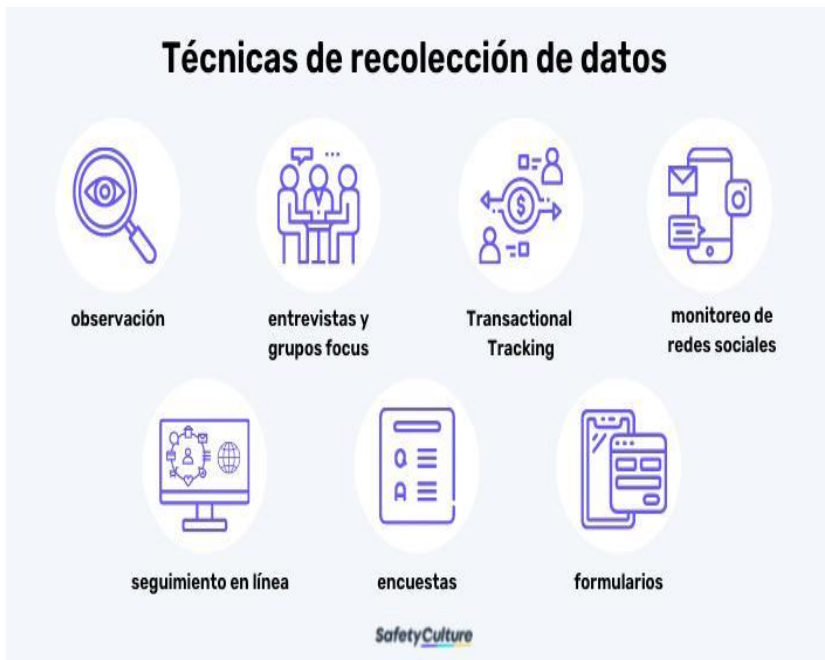 Técnicas de recolección de datos
observación
entrevistas y
grupos focus
Transactional
Tracking
monitoreo de
redes sociales
Q
A
seguimiento en línea
encuestas
formularios
SafetyCulture